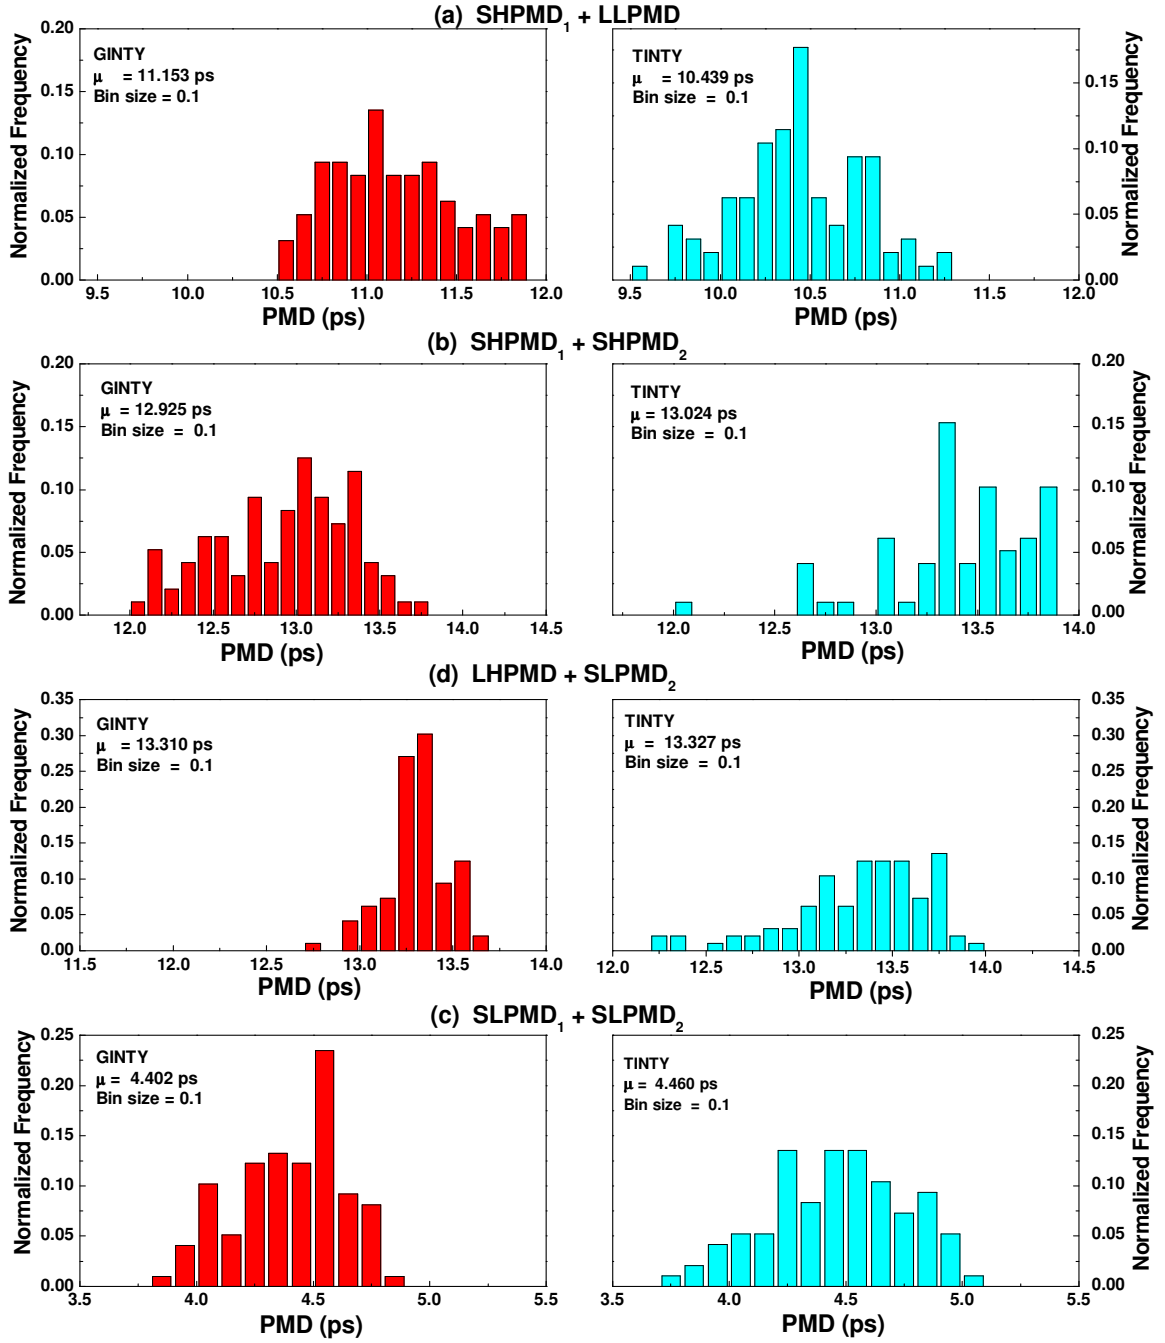 (a) SHPMD1 + LLPMD
GINTY
μ = 11.153 ps
Bin size = 0.1
Normalized Frequency
0.20
0.15
0.10
0.05
0.00
9.5 10.0 10.5 11.0 11.5 12.0
PMD (ps)
TINTY
μ = 10.439 ps
Bin size = 0.1
Normalized Frequency
0.15
0.10
0.05
0.00
9.5 10.0 10.5 11.0 11.5 12.0
PMD (ps)
(b) SHPMD1 + SHPMD2
GINTY
μ = 12.925 ps
Bin size = 0.1
Normalized Frequency
0.20
0.15
0.10
0.05
0.00
12.0 12.5 13.0 13.5 14.0 14.5
PMD (ps)
TINTY
μ = 13.024 ps
Bin size = 0.1
Normalized Frequency
0.20
0.15
0.10
0.05
0.00
12.0 12.5 13.0 13.5 14.0
PMD (ps)
(d) LHPMD + SLPMD2
GINTY
μ = 13.310 ps
Bin size = 0.1
Normalized Frequency
0.35
0.30
0.25
0.20
0.15
0.10
0.05
0.00
11.5 12.0 12.5 13.0 13.5 14.0
PMD (ps)
TINTY
μ = 13.327 ps
Bin size = 0.1
Normalized Frequency
0.35
0.30
0.25
0.20
0.15
0.10
0.05
0.00
12.0 12.5 13.0 13.5 14.0 14.5
PMD (ps)
(c) SLPMD1 + SLPMD2
GINTY
μ = 4.402 ps
Bin size = 0.1
Normalized Frequency
0.25
0.20
0.15
0.10
0.05
0.00
3.5 4.0 4.5 5.0 5.5
PMD (ps)
TINTY
μ = 4.460 ps
Bin size = 0.1
Normalized Frequency
0.25
0.20
0.15
0.10
0.05
0.00
3.5 4.0 4.5 5.0 5.5
PMD (ps)